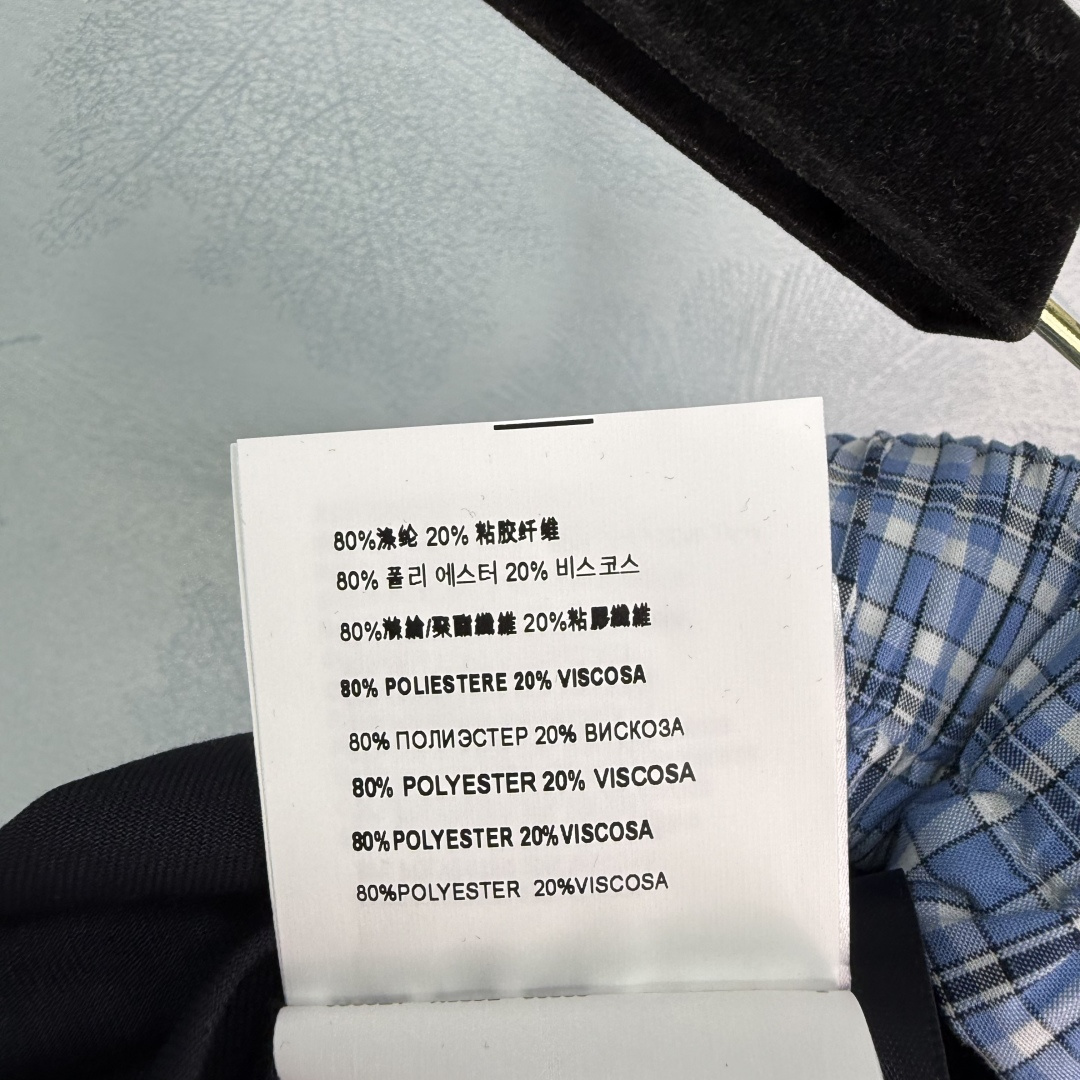 80%涤纶 20% 粘胶纤维
80% 폴리 에스터 20% 비스코스
80%滌綸/聚酯纖維 20%粘膠纖維
80% POLIESTERE 20% VISCOSA
80% ПОЛИЭСТЕР 20% ВИСКОЗА
80% POLYESTER 20% VISCOSA
80%POLYESTER 20%VISCOSA
80%POLYESTER 20%VISCOSA